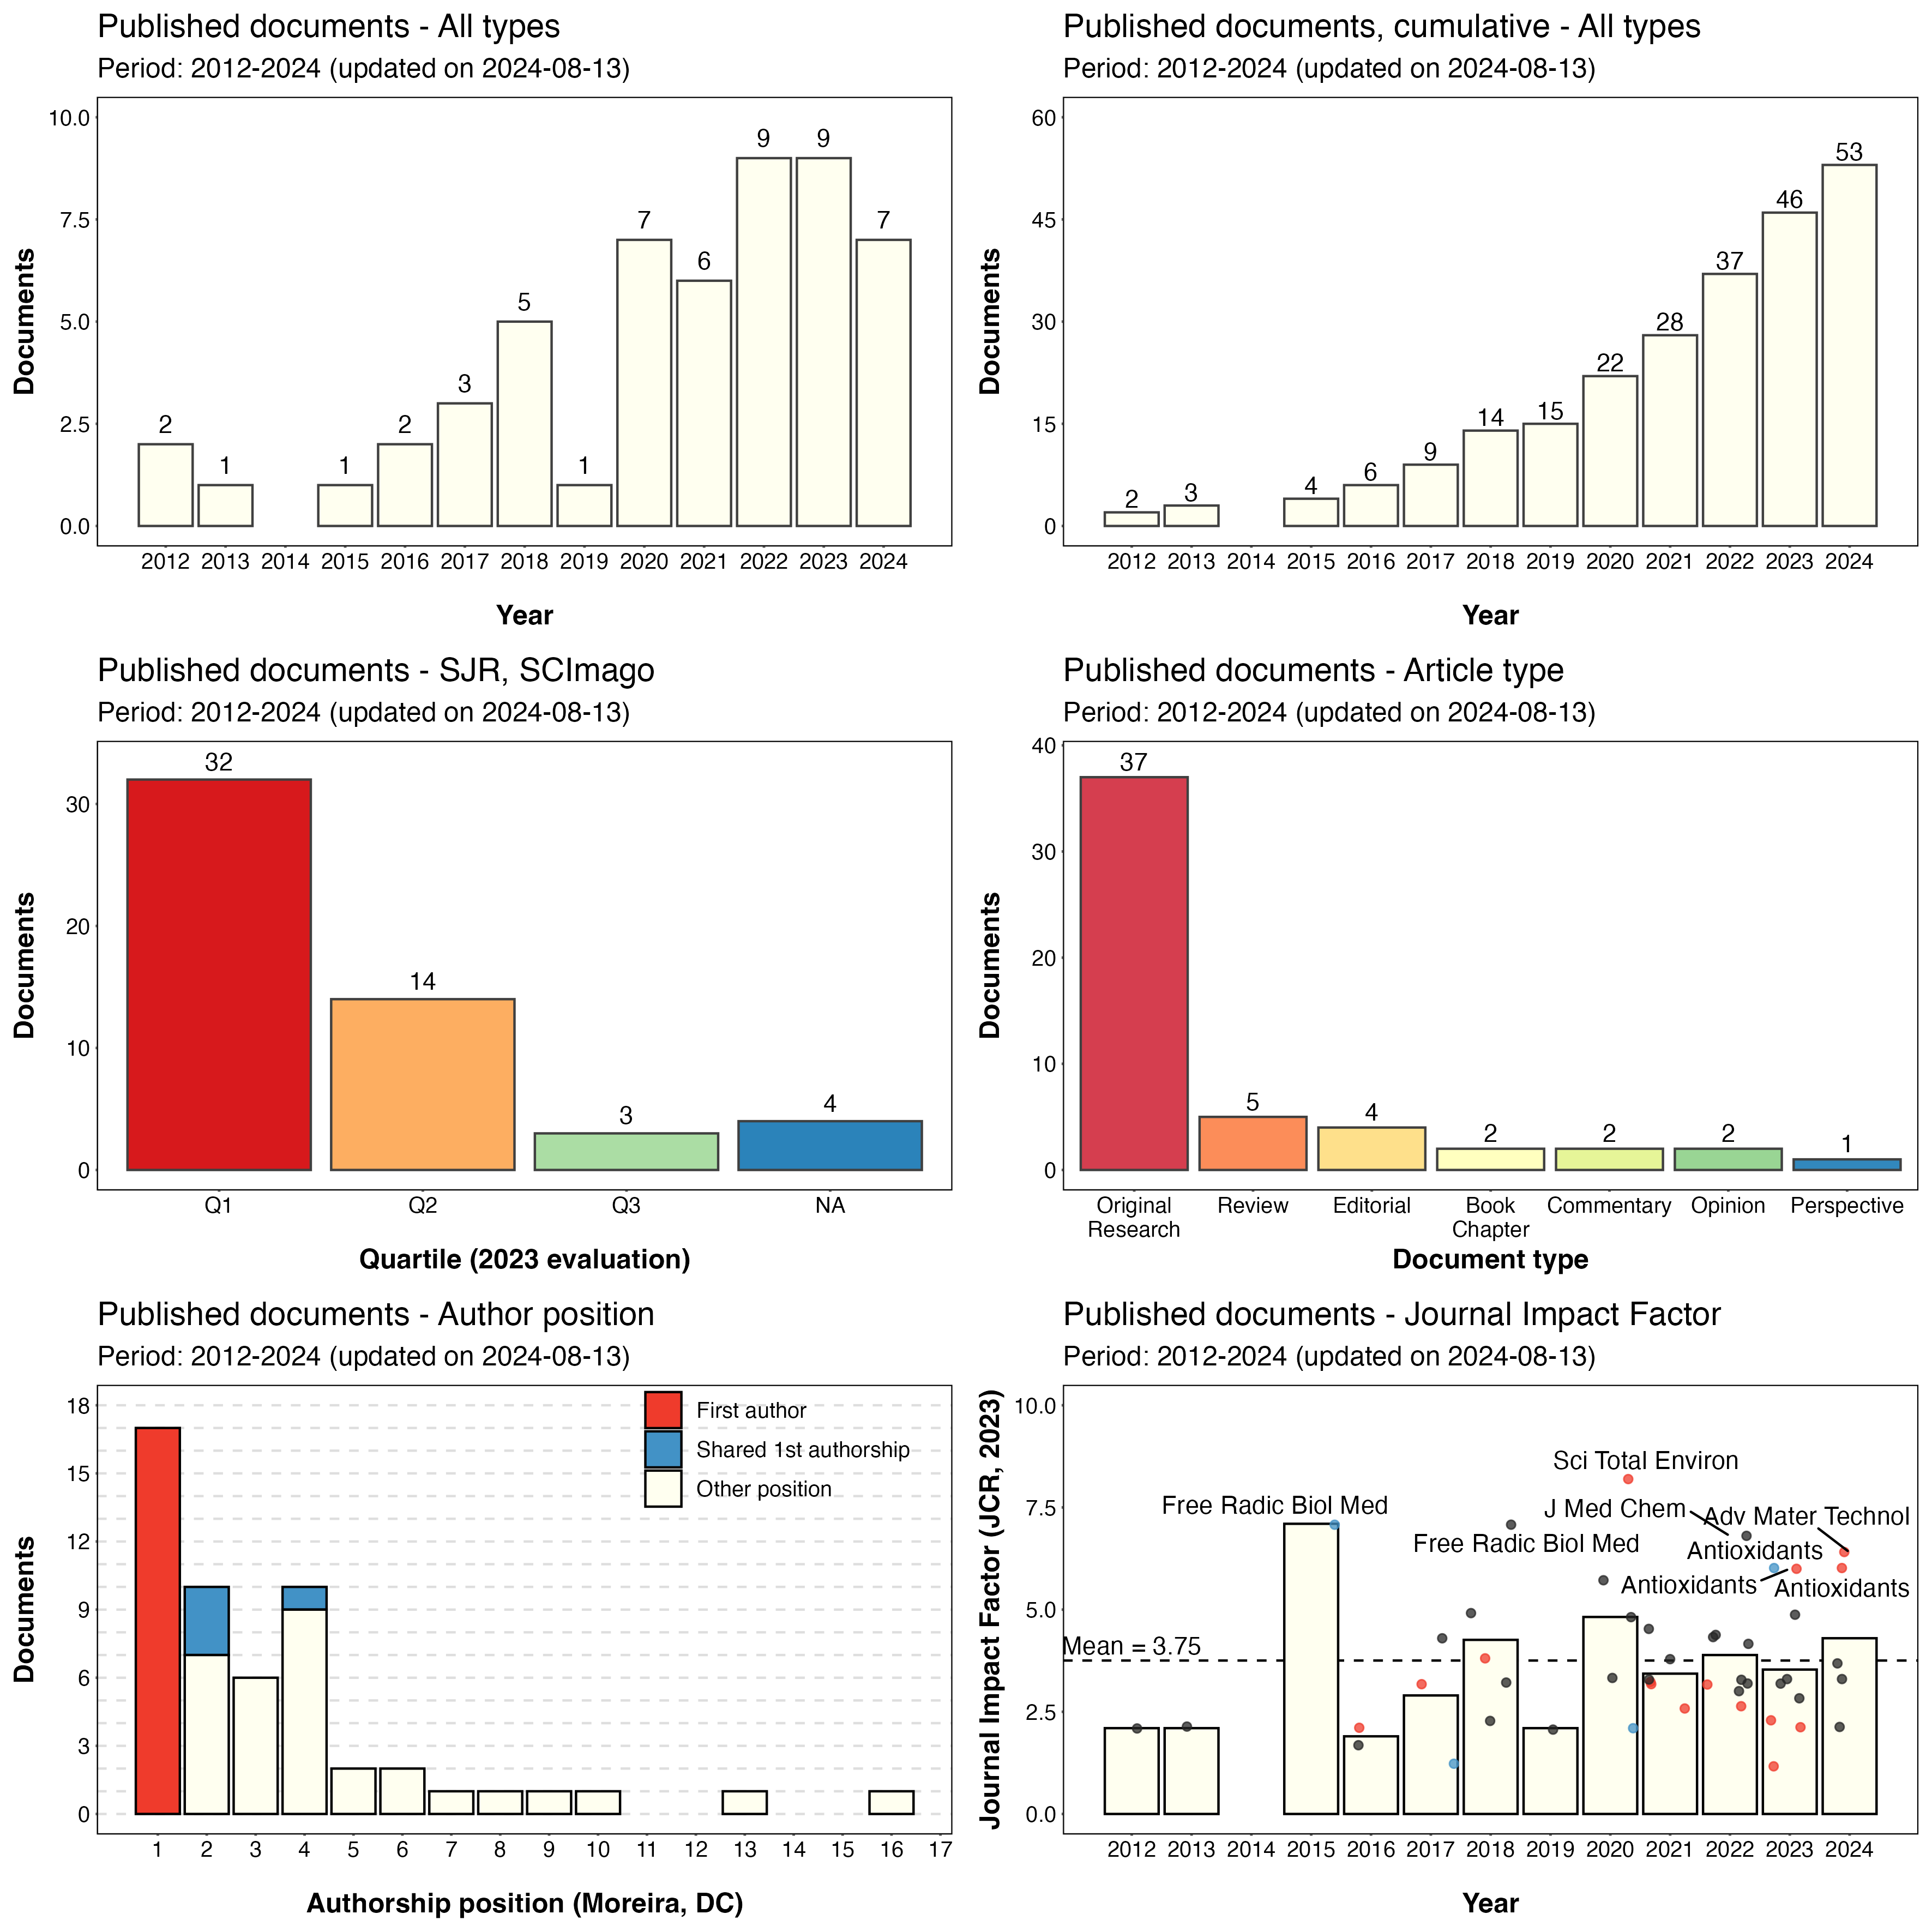 Published documents - All types
Period: 2012-2024 (updated on 2024-08-13)
Documents
10.0
7.5
5.0
2.5
0.0
2
1
1
2
3
5
1
7
6
9
9
7
2012 2013 2014 2015 2016 2017 2018 2019 2020 2021 2022 2023 2024
Year
Published documents, cumulative - All types
Period: 2012-2024 (updated on 2024-08-13)
Documents
60
45
30
15
0
2
3
4
6
9
14
15
22
28
37
46
53
2012 2013 2014 2015 2016 2017 2018 2019 2020 2021 2022 2023 2024
Year
Published documents - SJR, SCImago
Period: 2012-2024 (updated on 2024-08-13)
Documents
30
20
10
0
32
14
3
4
Q1 Q2 Q3 NA
Quartile (2023 evaluation)
Published documents - Article type
Period: 2012-2024 (updated on 2024-08-13)
Documents
40
30
20
10
0
37
5
4
2
2
2
1
Original Research
Review
Editorial
Book Chapter
Commentary
Opinion
Perspective
Document type
Published documents - Author position
Period: 2012-2024 (updated on 2024-08-13)
Documents
18
15
12
9
6
3
0
First author
Shared 1st authorship
Other position
1 2 3 4 5 6 7 8 9 10 11 12 13 14 15 16 17
Authorship position (Moreira, DC)
Published documents - Journal Impact Factor
Period: 2012-2024 (updated on 2024-08-13)
Journal Impact Factor (JCR, 2023)
10.0
7.5
5.0
2.5
0.0
Sci Total Environ
Free Radic Biol Med
J Med Chem
Adv Mater Technol
Free Radic Biol Med
Antioxidants
Antioxidants
Antioxidants
Mean = 3.75
2012 2013 2014 2015 2016 2017 2018 2019 2020 2021 2022 2023 2024
Year